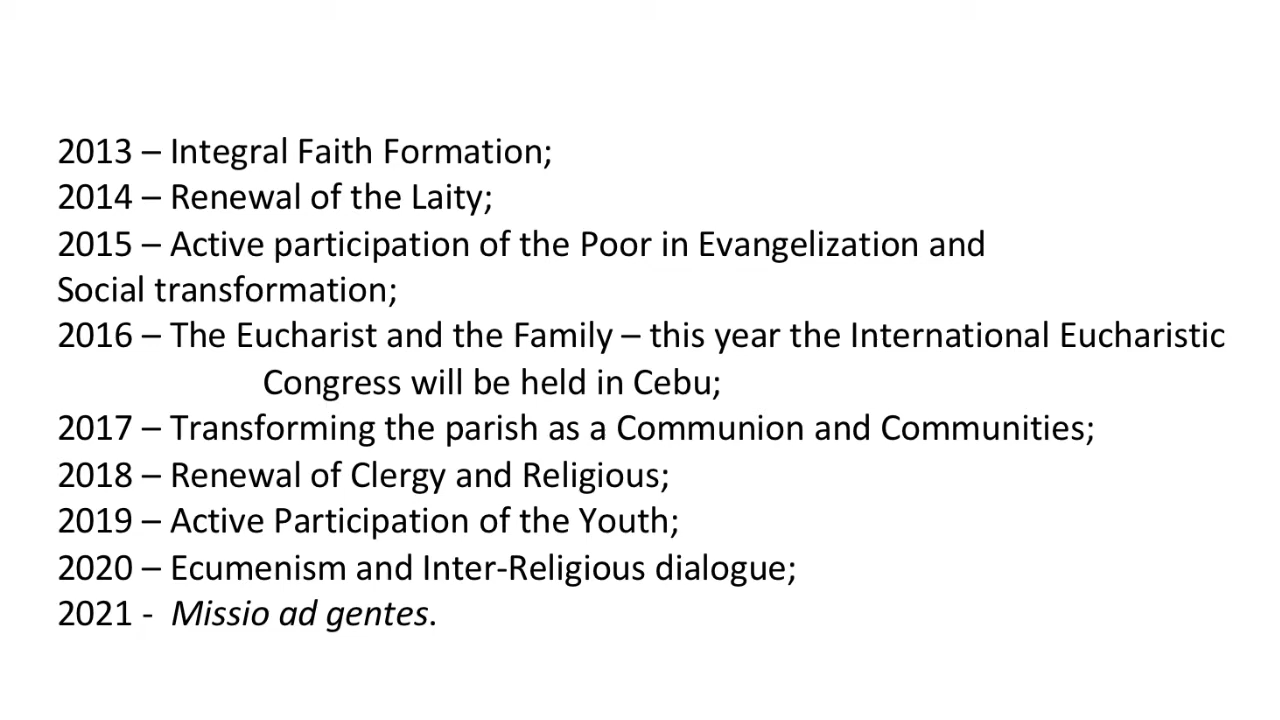 2013 – Integral Faith Formation;
2014 – Renewal of the Laity;
2015 – Active participation of the Poor in Evangelization and
Social transformation;
2016 – The Eucharist and the Family – this year the International Eucharistic
Congress will be held in Cebu;
2017 – Transforming the parish as a Communion and Communities;
2018 – Renewal of Clergy and Religious;
2019 – Active Participation of the Youth;
2020 – Ecumenism and Inter-Religious dialogue;
2021 - Missio ad gentes.